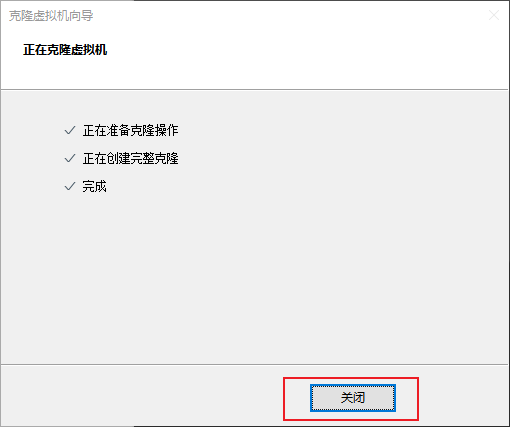 克隆虚拟机向导
正在克隆虚拟机
正在准备克隆操作
正在创建完整克隆
完成
关闭